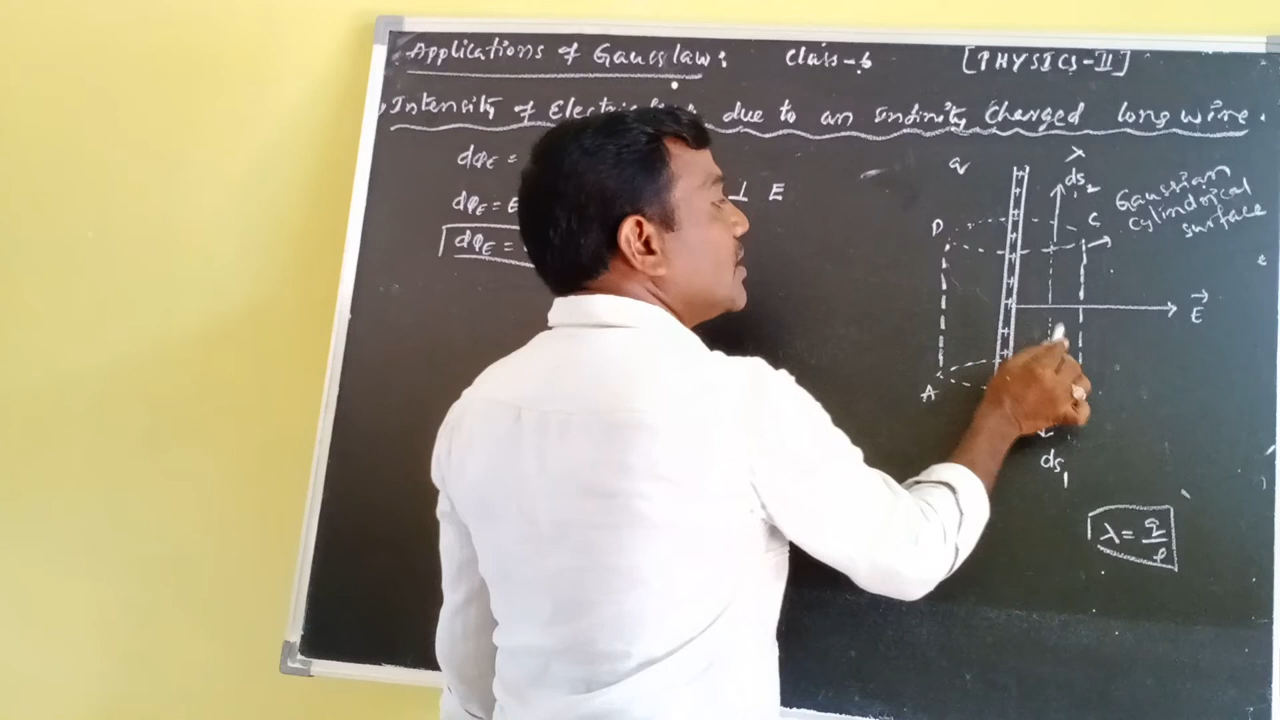 Applications of Gauss law: Class-6 [PHYSICS-II]
Intensity of Electric due to an infinity Charged long wire.
dφE =
dφE = E
⊥ E
dφE =
q
λ
ds2
Gaussian
cylindrical
surface
D
C
E
A
ds1
λ = q/l